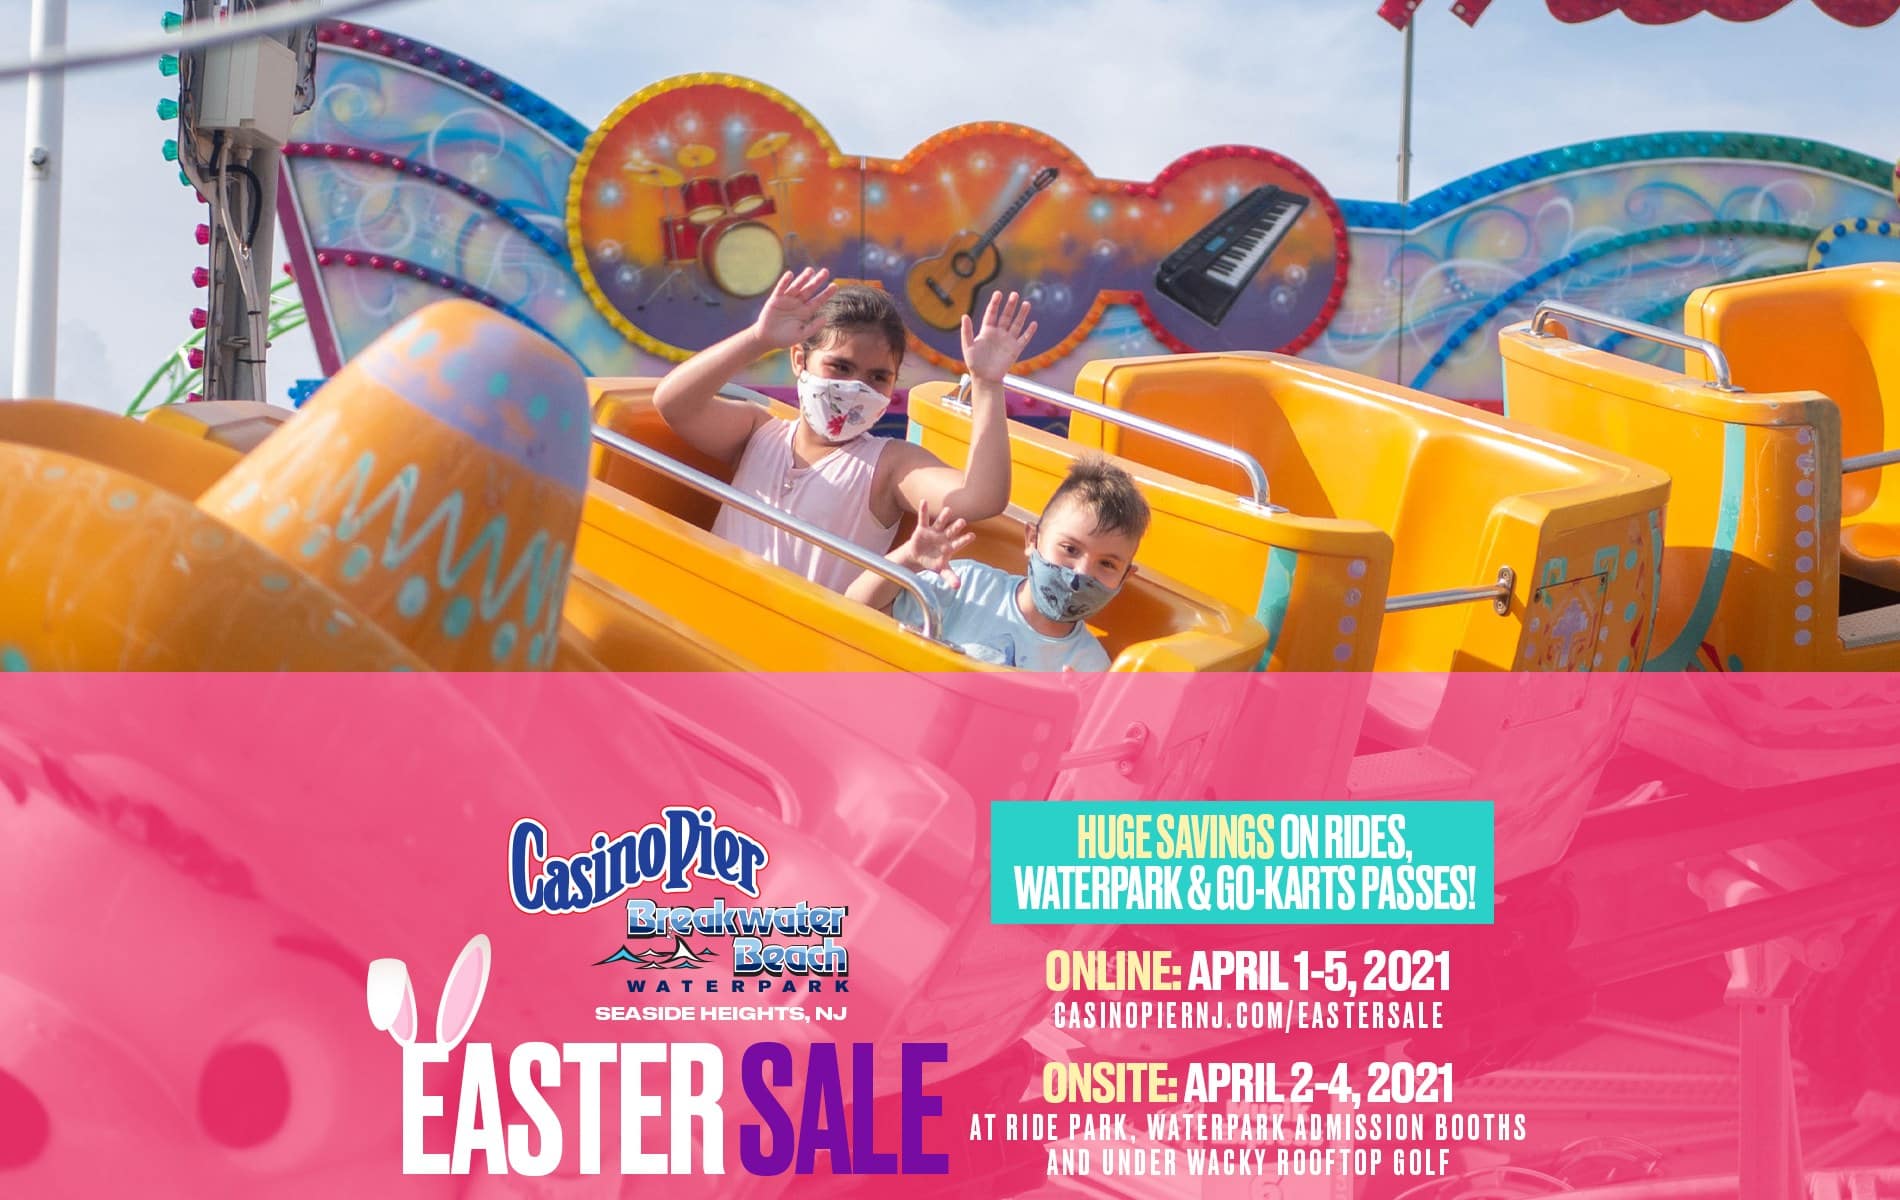 CasinoPier
Breakwater
Beach
WATERPARK
SEASIDE HEIGHTS, NJ
EASTER SALE
HUGE SAVINGS ON RIDES,
WATERPARK & GO-KARTS PASSES!
ONLINE: APRIL 1-5, 2021
CASINOPIERNJ.COM/EASTERSALE
ONSITE: APRIL 2-4, 2021
AT RIDE PARK, WATERPARK ADMISSION BOOTHS
AND UNDER WACKY ROOFTOP GOLF